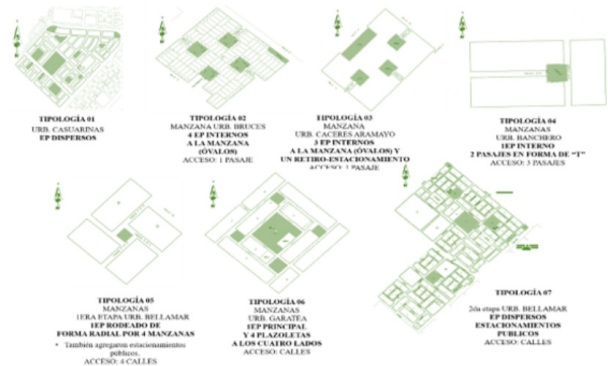 TIPOLOGÍA 01
URB. CASUARINAS
EP DISPERSOS
TIPOLOGÍA 02
MANZANA URB. BRUCES
4 EP INTERNOS
A LA MANZANA
(ÓVALOS)
ACCESO: 1 PASAJE
TIPOLOGÍA 03
MANZANA
URB. CACERES ARAMAYO
3 EP INTERNOS
A LA MANZANA (ÓVALOS) Y
UN RETIRO-ESTACIONAMIENTO
ACCESO: 1 PASAJE
TIPOLOGÍA 04
MANZANAS
URB. BANCHERO
1EP INTERNO
2 PASAJES EN FORMA DE “T”
ACCESO: 3 PASAJES
TIPOLOGÍA 05
MANZANAS
1ERA ETAPA URB. BELLAMAR
1EP RODEADO DE
FORMA RADIAL POR 4 MANZANAS
• También agregaron estacionamientos
públicos.
ACCESO: 4 CALLES
TIPOLOGÍA 06
MANZANAS
URB. GARATEA
1EP PRINCIPAL
Y 4 PLAZOLETAS
A LOS CUATRO LADOS
ACCESO: CALLES
TIPOLOGÍA 07
2da etapa URB. BELLAMAR
EP DISPERSOS
ESTACIONAMIENTOS
PUBLICOS
ACCESO: CALLES